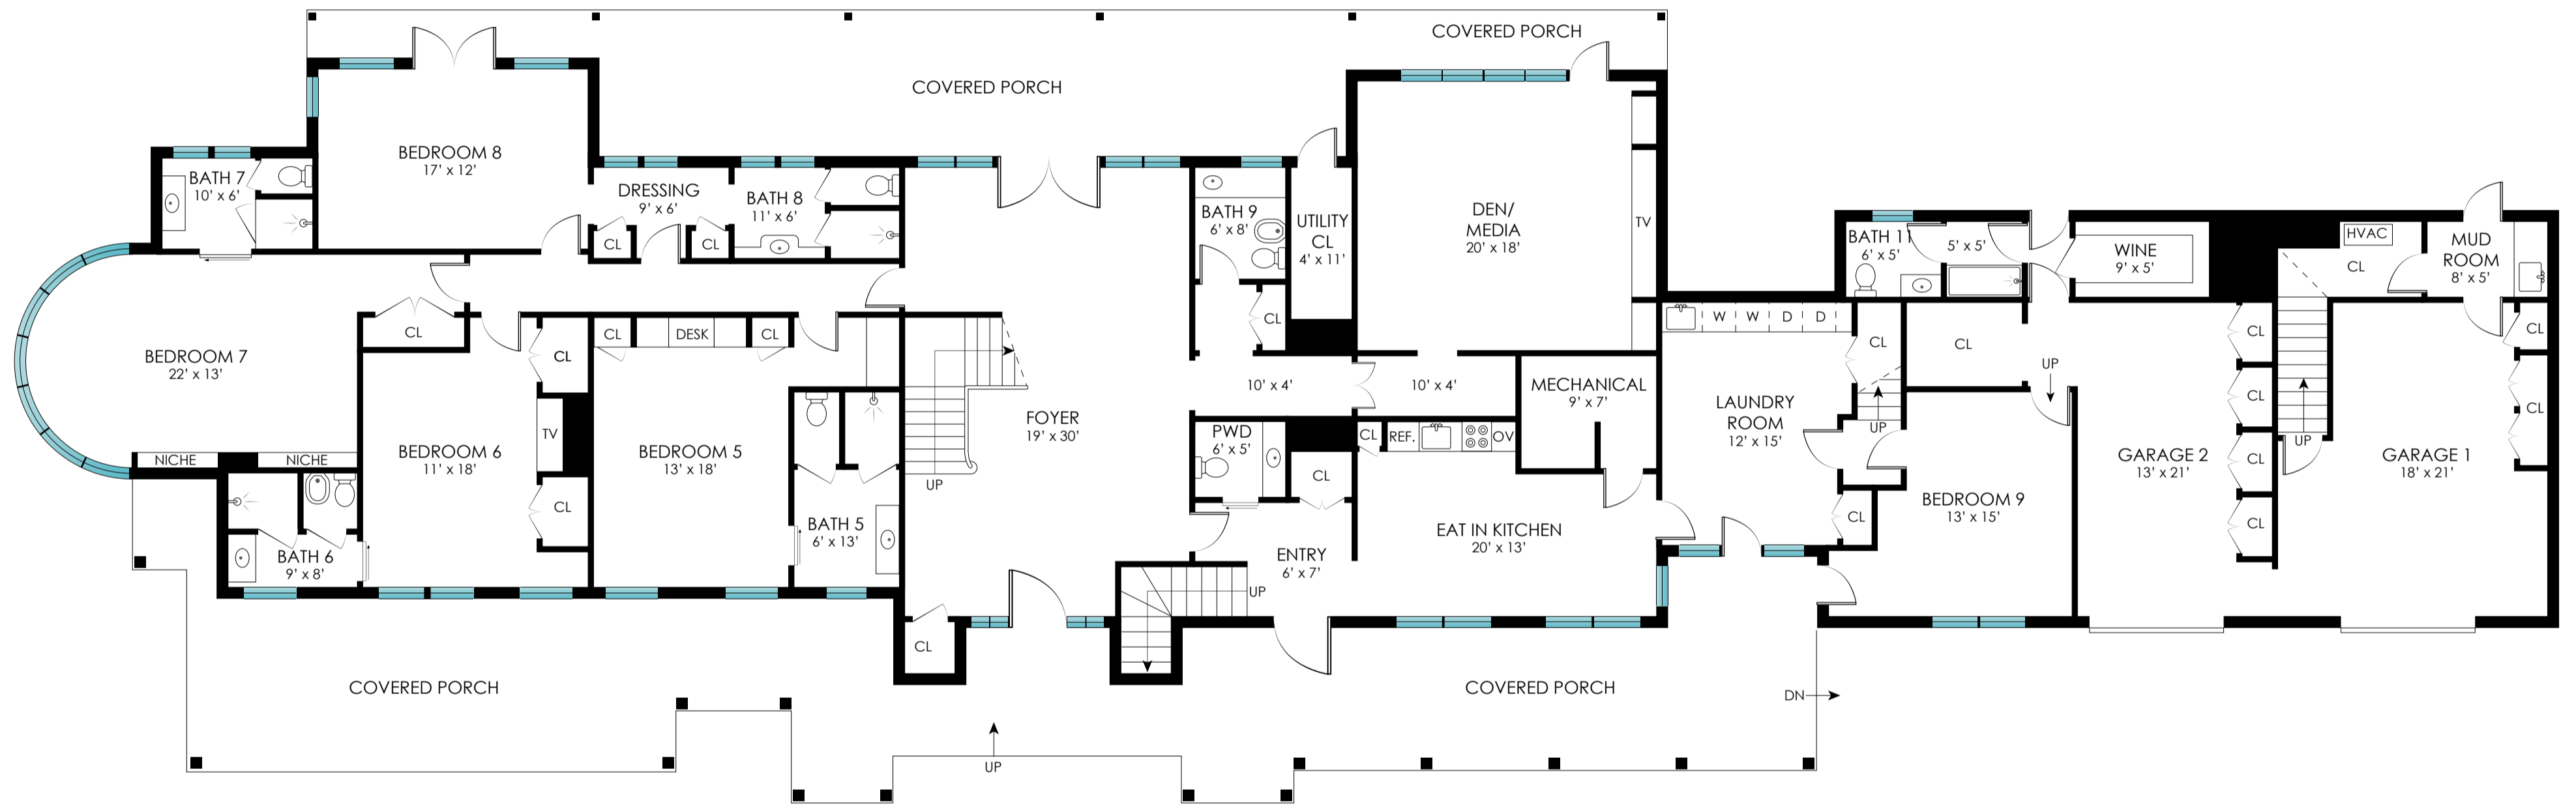 COVERED PORCH
COVERED PORCH
BEDROOM 8
17' x 12'
BATH 7
10' x 6'
DRESSING
9' x 6'
BATH 8
11' x 6'
CL
CL
BATH 9
6' x 8'
UTILITY
CL
4' x 11'
DEN/
MEDIA
20' x 18'
TV
BATH 11
6' x 5'
5' x 5'
WINE
9' x 5'
HVAC
CL
MUD
ROOM
8' x 5'
BEDROOM 7
22' x 13'
CL
NICHE
NICHE
CL
TV
CL
BEDROOM 6
11' x 18'
CL
DESK
CL
BEDROOM 5
13' x 18'
BATH 5
6' x 13'
BATH 6
9' x 8'
UP
FOYER
19' x 30'
CL
CL
10' x 4'
10' x 4'
MECHANICAL
9' x 7'
PWD
6' x 5'
CL
CL
REF.
OV
EAT IN KITCHEN
20' x 13'
ENTRY
6' x 7'
UP
W
W
D
D
LAUNDRY
ROOM
12' x 15'
CL
UP
CL
CL
UP
BEDROOM 9
13' x 15'
GARAGE 2
13' x 21'
CL
CL
CL
CL
UP
GARAGE 1
18' x 21'
CL
CL
COVERED PORCH
COVERED PORCH
DN
UP